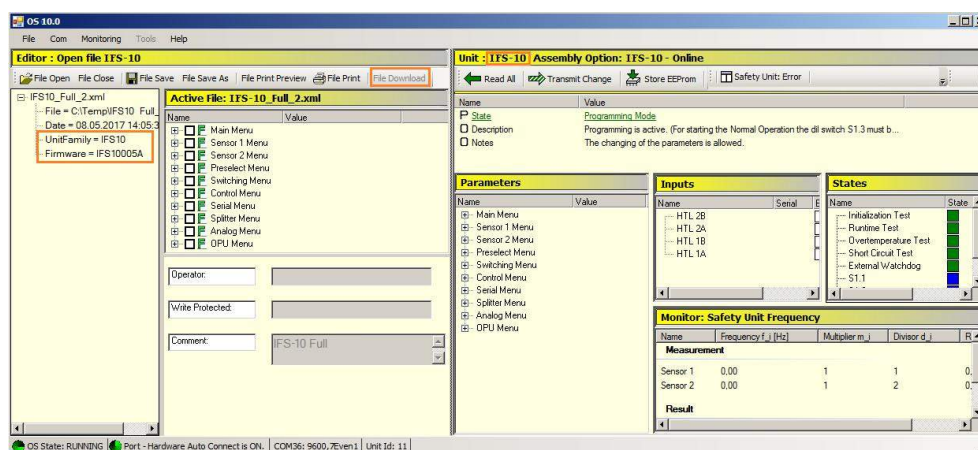 OS 10.0
File Com Monitoring Tools Help
Editor : Open file IFS-10
File Open File Close File Save File Save As File Print Preview File Print File Download
IFS10_Full_2.xml
File = C:\Temp\IFS10 Full_
Date = 08.05.2017 14:05:3
UnitFamily = IFS10
Firmware = IFS10005A
Active File: IFS-10_Full_2.xml
Name Value
Main Menu
Sensor 1 Menu
Sensor 2 Menu
Preselect Menu
Switching Menu
Control Menu
Serial Menu
Splitter Menu
Analog Menu
OPU Menu
Operator:
Write Protected:
Comment: IFS-10 Full
Unit : IFS-10 Assembly Option: IFS-10 - Online
Read All Transmit Change Store EEProm Safety Unit: Error
Name Value
State Programming Mode
Description Programming is active. (For starting the Normal Operation the dil switch S1.3 must b...
Notes The changing of the parameters is allowed.
Parameters
Name Value
Main Menu
Sensor 1 Menu
Sensor 2 Menu
Preselect Menu
Switching Menu
Control Menu
Serial Menu
Splitter Menu
Analog Menu
OPU Menu
Inputs
Name Serial E
HTL 2B
HTL 2A
HTL 1B
HTL 1A
States
Name State
Initialization Test
Runtime Test
Overtemperature Test
Short Circuit Test
External Watchdog
S1.1
Monitor: Safety Unit Frequency
Name Frequency f_i [Hz] Multiplier m_i Divisor d_i R
Measurement
Sensor 1 0.00 1 1 0.
Sensor 2 0.00 1 2 0.
Result
OS State: RUNNING Port - Hardware Auto Connect is ON. COM36: 9600,7Even1 Unit Id: 11